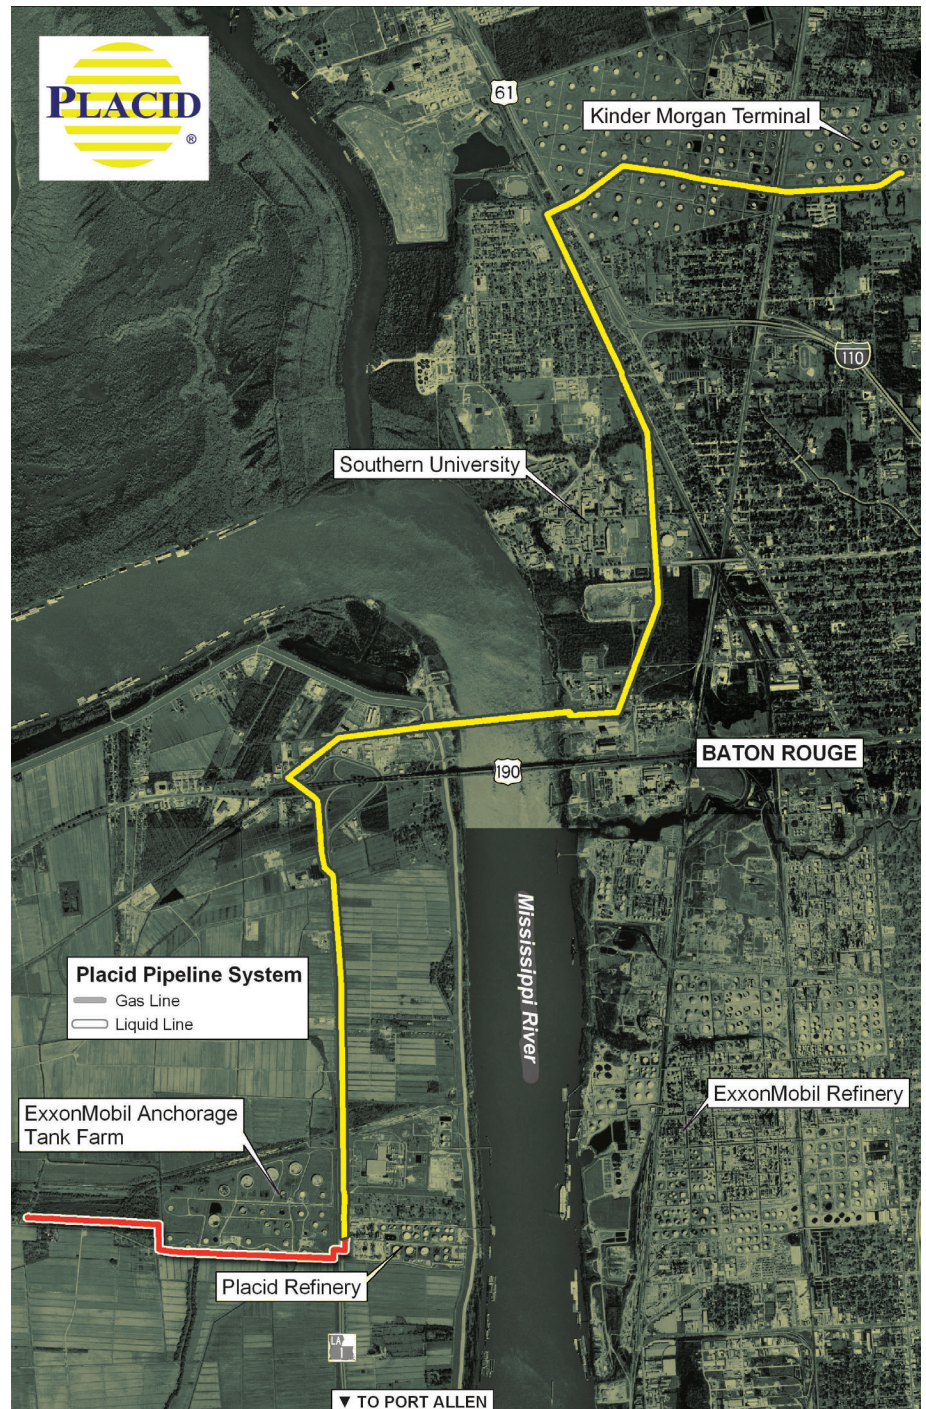 PLACID
®
61
Kinder Morgan Terminal
110
Southern University
BATON ROUGE
190
Mississippi River
Placid Pipeline System
Gas Line
Liquid Line
ExxonMobil Anchorage
Tank Farm
ExxonMobil Refinery
Placid Refinery
LA
1
▼ TO PORT ALLEN